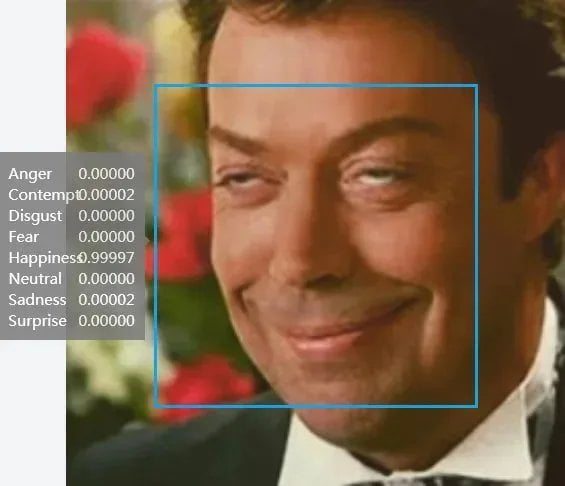 Anger 0.00000
Contempt 0.00002
Disgust 0.00000
Fear 0.00000
Happiness 0.99997
Neutral 0.00000
Sadness 0.00002
Surprise 0.00000